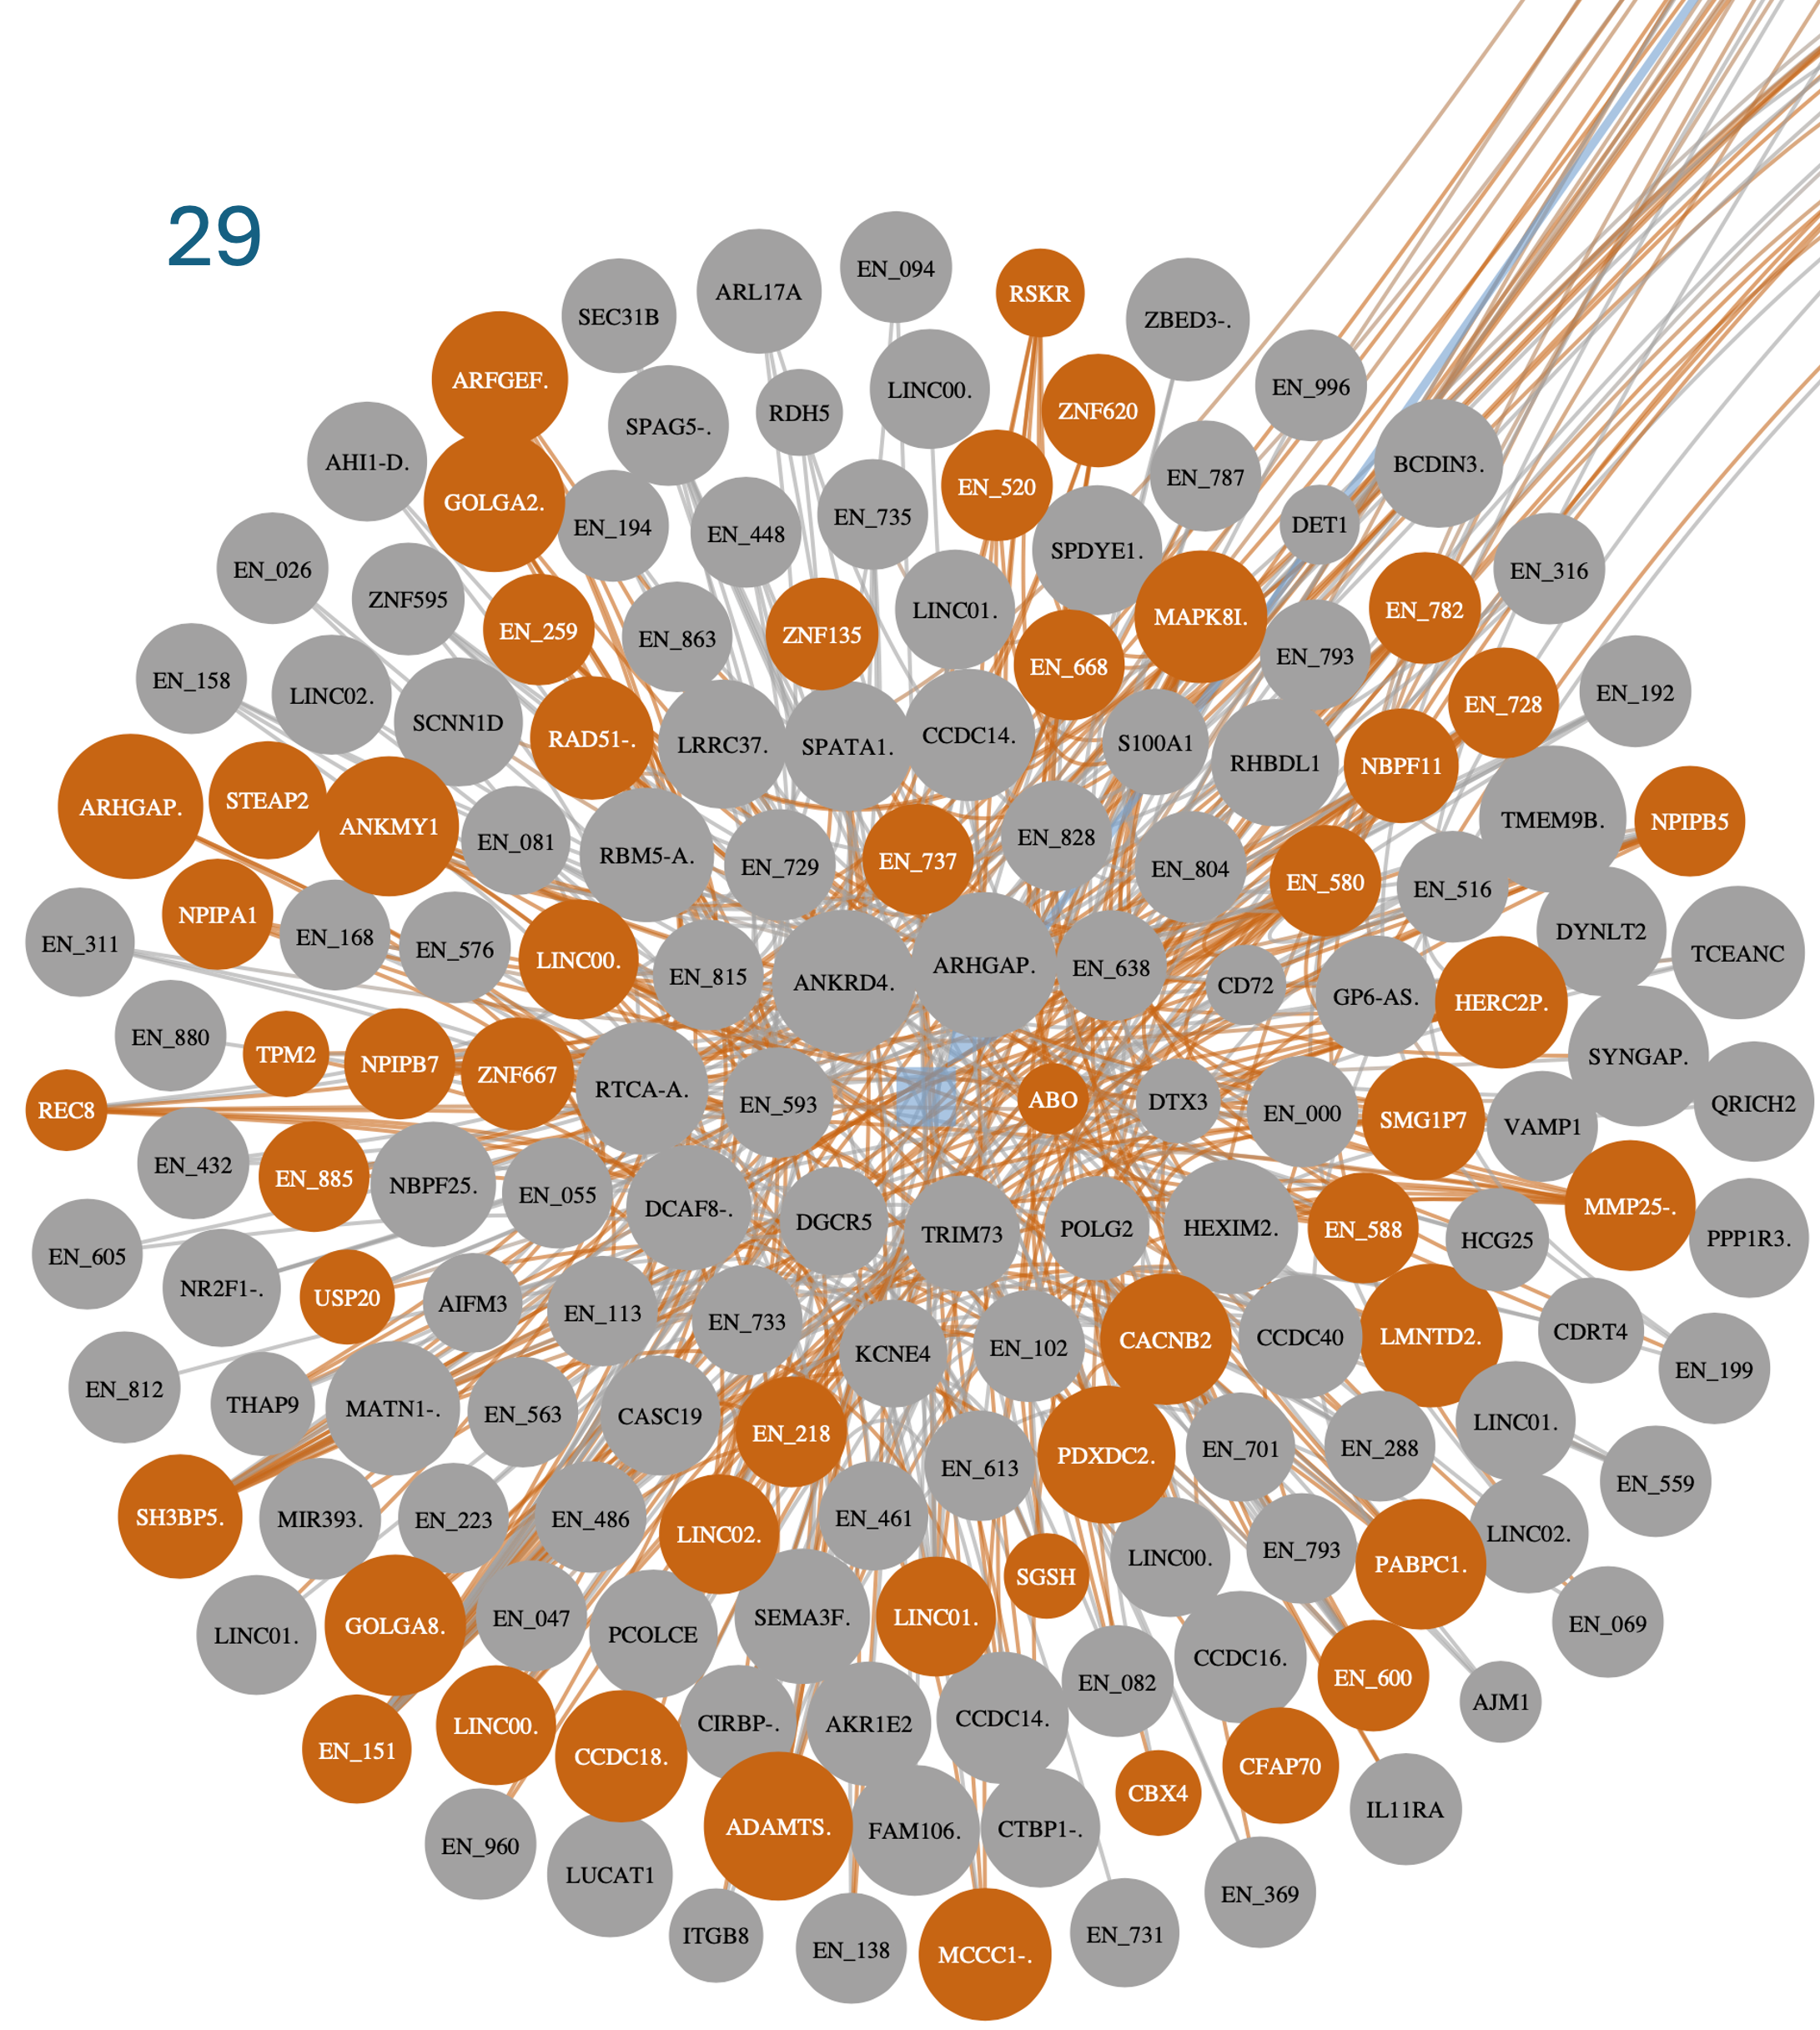 29
EN_094
ARL17A
RSKR
SEC31B
ZBED3-.
ARFGEF.
EN_996
LINC00.
ZNF620
RDH5
SPAG5-.
AHI1-D.
BCDIN3.
EN_787
EN_520
GOLGA2.
EN_735
DET1
EN_194
EN_448
SPDYE1.
EN_026
EN_316
ZNF595
EN_782
LINC01.
MAPK8I.
EN_259
ZNF135
EN_863
EN_793
EN_668
EN_158
EN_192
LINC02.
EN_728
SCNN1D
CCDC14.
RAD51-.
LRRC37.
SPATA1.
S100A1
RHBDL1
NBPF11
STEAP2
ARHGAP.
TMEM9B.
NPIPB5
ANKMY1
EN_828
EN_081
RBM5-A.
EN_729
EN_737
EN_804
EN_580
EN_516
NPIPA1
DYNLT2
EN_168
EN_311
EN_576
TCEANC
LINC00.
ARHGAP.
EN_638
EN_815
ANKRD4.
CD72
GP6-AS.
HERC2P.
EN_880
TPM2
SYNGAP.
NPIPB7
ZNF667
RTCA-A.
ABO
DTX3
EN_593
QRICH2
REC8
EN_000
SMG1P7
VAMP1
EN_432
EN_885
NBPF25.
EN_055
MMP25-.
DCAF8-.
DGCR5
POLG2
HEXIM2.
EN_588
TRIM73
PPP1R3.
HCG25
EN_605
NR2F1-.
USP20
AIFM3
EN_113
EN_733
CDRT4
CCDC40
LMNTD2.
CACNB2
EN_102
KCNE4
EN_199
EN_812
THAP9
MATN1-.
EN_563
CASC19
LINC01.
EN_218
EN_701
EN_288
PDXDC2.
EN_613
EN_559
SH3BP5.
MIR393.
EN_223
EN_486
EN_461
LINC02.
LINC02.
EN_793
LINC00.
PABPC1.
SGSH
LINC01.
EN_047
SEMA3F.
EN_069
GOLGA8.
LINC01.
PCOLCE
CCDC16.
EN_600
EN_082
AJM1
CCDC14.
CIRBP-.
AKR1E2
LINC00.
EN_151
CCDC18.
CFAP70
CBX4
IL11RA
ADAMTS.
FAM106.
CTBP1-.
EN_960
LUCAT1
EN_369
EN_731
ITGB8
EN_138
MCCC1-.